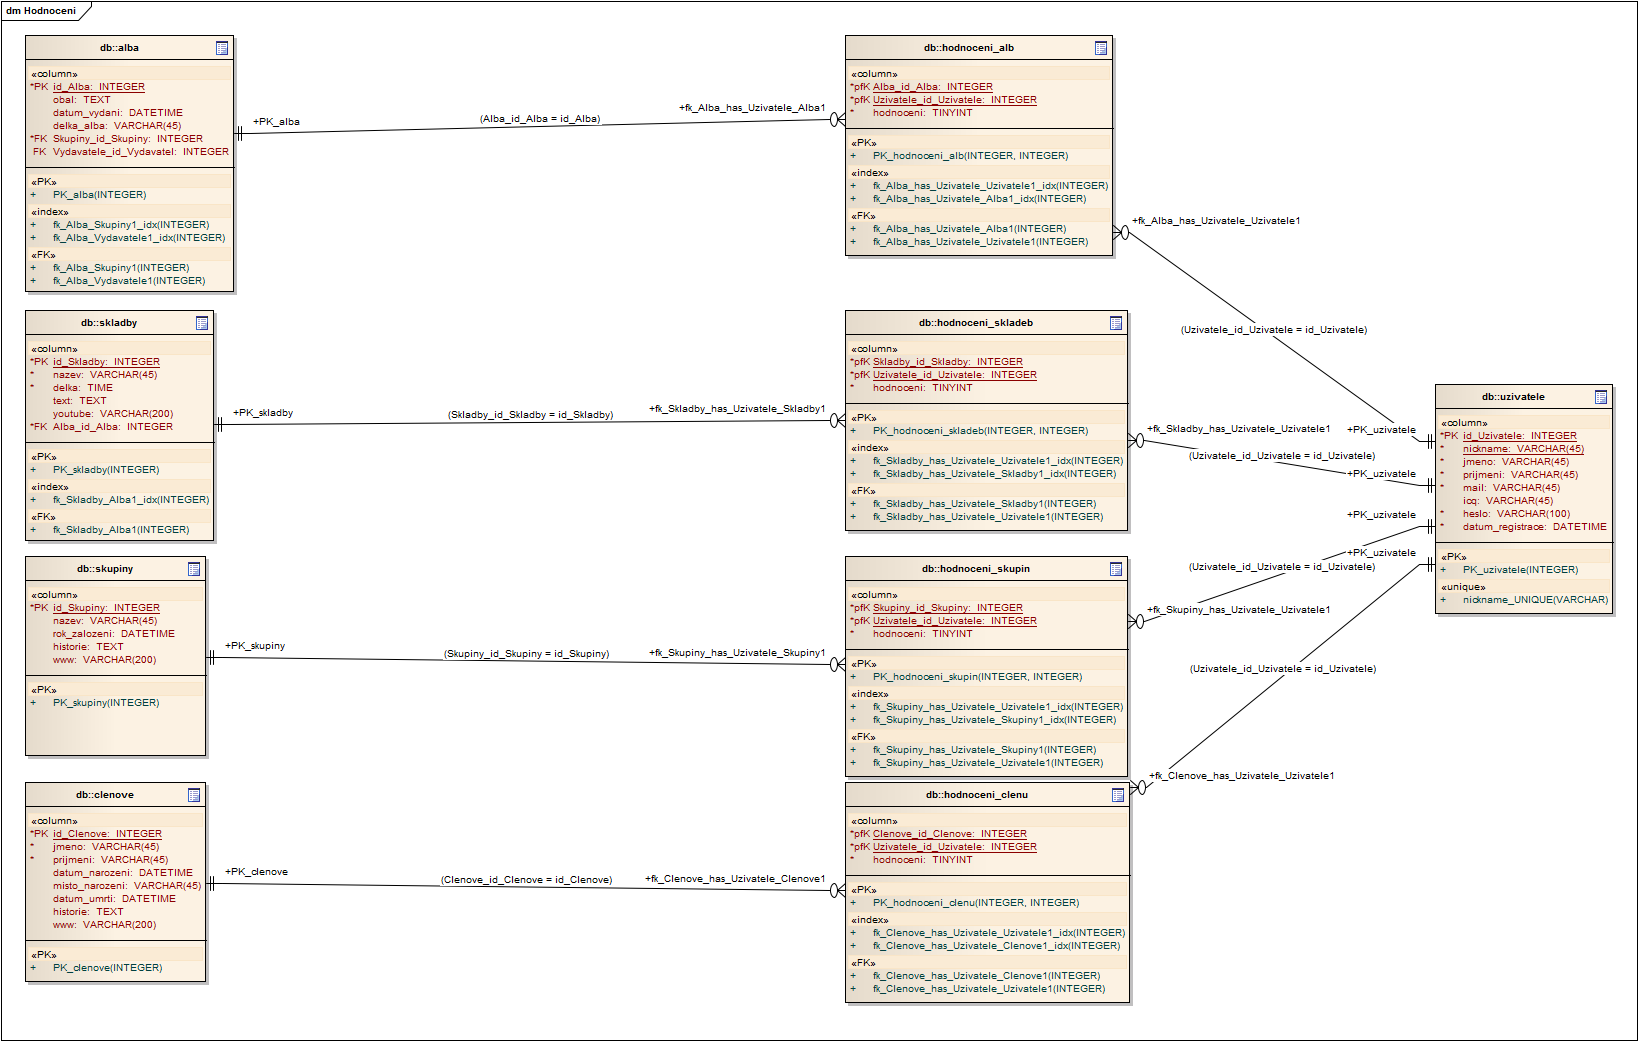 dm Hodnoceni
db::alba
«column»
*PK id_Alba: INTEGER
obal: TEXT
datum_vydani: DATETIME
delka_alba: VARCHAR(45)
*FK Skupiny_id_Skupiny: INTEGER
FK Vydavatele_id_Vydavatel: INTEGER
«PK»
+ PK_alba(INTEGER)
«index»
+ fk_Alba_Skupiny1_idx(INTEGER)
+ fk_Alba_Vydavatele1_idx(INTEGER)
«FK»
+ fk_Alba_Skupiny1(INTEGER)
+ fk_Alba_Vydavatele1(INTEGER)
+PK_alba
(Alba_id_Alba = id_Alba)
+fk_Alba_has_Uzivatele_Alba1
db::hodnoceni_alb
«column»
*pfK Alba_id_Alba: INTEGER
*pfK Uzivatele_id_Uzivatele: INTEGER
* hodnoceni: TINYINT
«PK»
+ PK_hodnoceni_alb(INTEGER, INTEGER)
«index»
+ fk_Alba_has_Uzivatele_Uzivatele1_idx(INTEGER)
+ fk_Alba_has_Uzivatele_Alba1_idx(INTEGER)
«FK»
+ fk_Alba_has_Uzivatele_Alba1(INTEGER)
+ fk_Alba_has_Uzivatele_Uzivatele1(INTEGER)
+fk_Alba_has_Uzivatele_Uzivatele1
(Uzivatele_id_Uzivatele = id_Uzivatele)
+PK_uzivatele
db::skladby
«column»
*PK id_Skladby: INTEGER
* nazev: VARCHAR(45)
* delka: TIME
text: TEXT
youtube: VARCHAR(200)
*FK Alba_id_Alba: INTEGER
«PK»
+ PK_skladby(INTEGER)
«index»
+ fk_Skladby_Alba1_idx(INTEGER)
«FK»
+ fk_Skladby_Alba1(INTEGER)
+PK_skladby
(Skladby_id_Skladby = id_Skladby)
+fk_Skladby_has_Uzivatele_Skladby1
db::hodnoceni_skladeb
«column»
*pfK Skladby_id_Skladby: INTEGER
*pfK Uzivatele_id_Uzivatele: INTEGER
* hodnoceni: TINYINT
«PK»
+ PK_hodnoceni_skladeb(INTEGER, INTEGER)
«index»
+ fk_Skladby_has_Uzivatele_Uzivatele1_idx(INTEGER)
+ fk_Skladby_has_Uzivatele_Skladby1_idx(INTEGER)
«FK»
+ fk_Skladby_has_Uzivatele_Skladby1(INTEGER)
+ fk_Skladby_has_Uzivatele_Uzivatele1(INTEGER)
+fk_Skladby_has_Uzivatele_Uzivatele1
(Uzivatele_id_Uzivatele = id_Uzivatele)
+PK_uzivatele
db::uzivatele
«column»
*PK id_Uzivatele: INTEGER
* nickname: VARCHAR(45)
* jmeno: VARCHAR(45)
* prijmeni: VARCHAR(45)
* mail: VARCHAR(45)
icq: VARCHAR(45)
* heslo: VARCHAR(100)
* datum_registrace: DATETIME
«PK»
+ PK_uzivatele(INTEGER)
«unique»
+ nickname_UNIQUE(VARCHAR)
db::skupiny
«column»
*PK id_Skupiny: INTEGER
nazev: VARCHAR(45)
rok_zalozeni: DATETIME
historie: TEXT
www: VARCHAR(200)
«PK»
+ PK_skupiny(INTEGER)
+PK_skupiny
(Skupiny_id_Skupiny = id_Skupiny)
+fk_Skupiny_has_Uzivatele_Skupiny1
db::hodnoceni_skupin
«column»
*pfK Skupiny_id_Skupiny: INTEGER
*pfK Uzivatele_id_Uzivatele: INTEGER
* hodnoceni: TINYINT
«PK»
+ PK_hodnoceni_skupin(INTEGER, INTEGER)
«index»
+ fk_Skupiny_has_Uzivatele_Uzivatele1_idx(INTEGER)
+ fk_Skupiny_has_Uzivatele_Skupiny1_idx(INTEGER)
«FK»
+ fk_Skupiny_has_Uzivatele_Skupiny1(INTEGER)
+ fk_Skupiny_has_Uzivatele_Uzivatele1(INTEGER)
+PK_uzivatele
(Uzivatele_id_Uzivatele = id_Uzivatele)
+fk_Skupiny_has_Uzivatele_Uzivatele1
+PK_uzivatele
(Uzivatele_id_Uzivatele = id_Uzivatele)
+fk_Clenove_has_Uzivatele_Uzivatele1
db::clenove
«column»
*PK id_Clenove: INTEGER
* jmeno: VARCHAR(45)
* prijmeni: VARCHAR(45)
datum_narozeni: DATETIME
misto_narozeni: VARCHAR(45)
datum_umrti: DATETIME
historie: TEXT
www: VARCHAR(200)
«PK»
+ PK_clenove(INTEGER)
+PK_clenove
(Clenove_id_Clenove = id_Clenove)
+fk_Clenove_has_Uzivatele_Clenove1
db::hodnoceni_clenu
«column»
*pfK Clenove_id_Clenove: INTEGER
*pfK Uzivatele_id_Uzivatele: INTEGER
* hodnoceni: TINYINT
«PK»
+ PK_hodnoceni_clenu(INTEGER, INTEGER)
«index»
+ fk_Clenove_has_Uzivatele_Uzivatele1_idx(INTEGER)
+ fk_Clenove_has_Uzivatele_Clenove1_idx(INTEGER)
«FK»
+ fk_Clenove_has_Uzivatele_Clenove1(INTEGER)
+ fk_Clenove_has_Uzivatele_Uzivatele1(INTEGER)